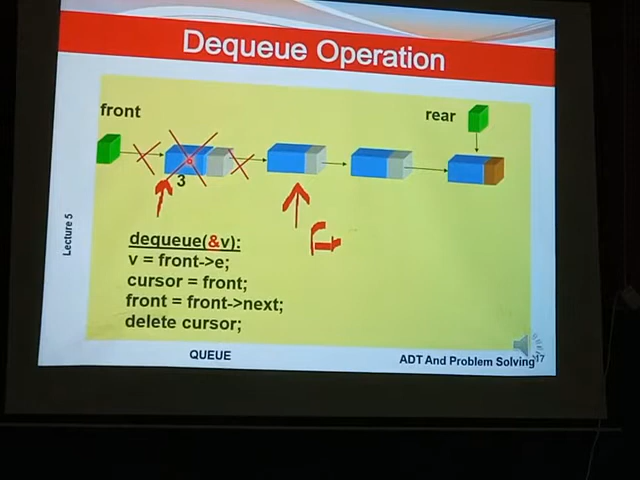 Dequeue Operation
front
rear
3
F
dequeue(&v):
v = front->e;
cursor = front;
front = front->next;
delete cursor;
Lecture 5
QUEUE
ADT And Problem Solving
17